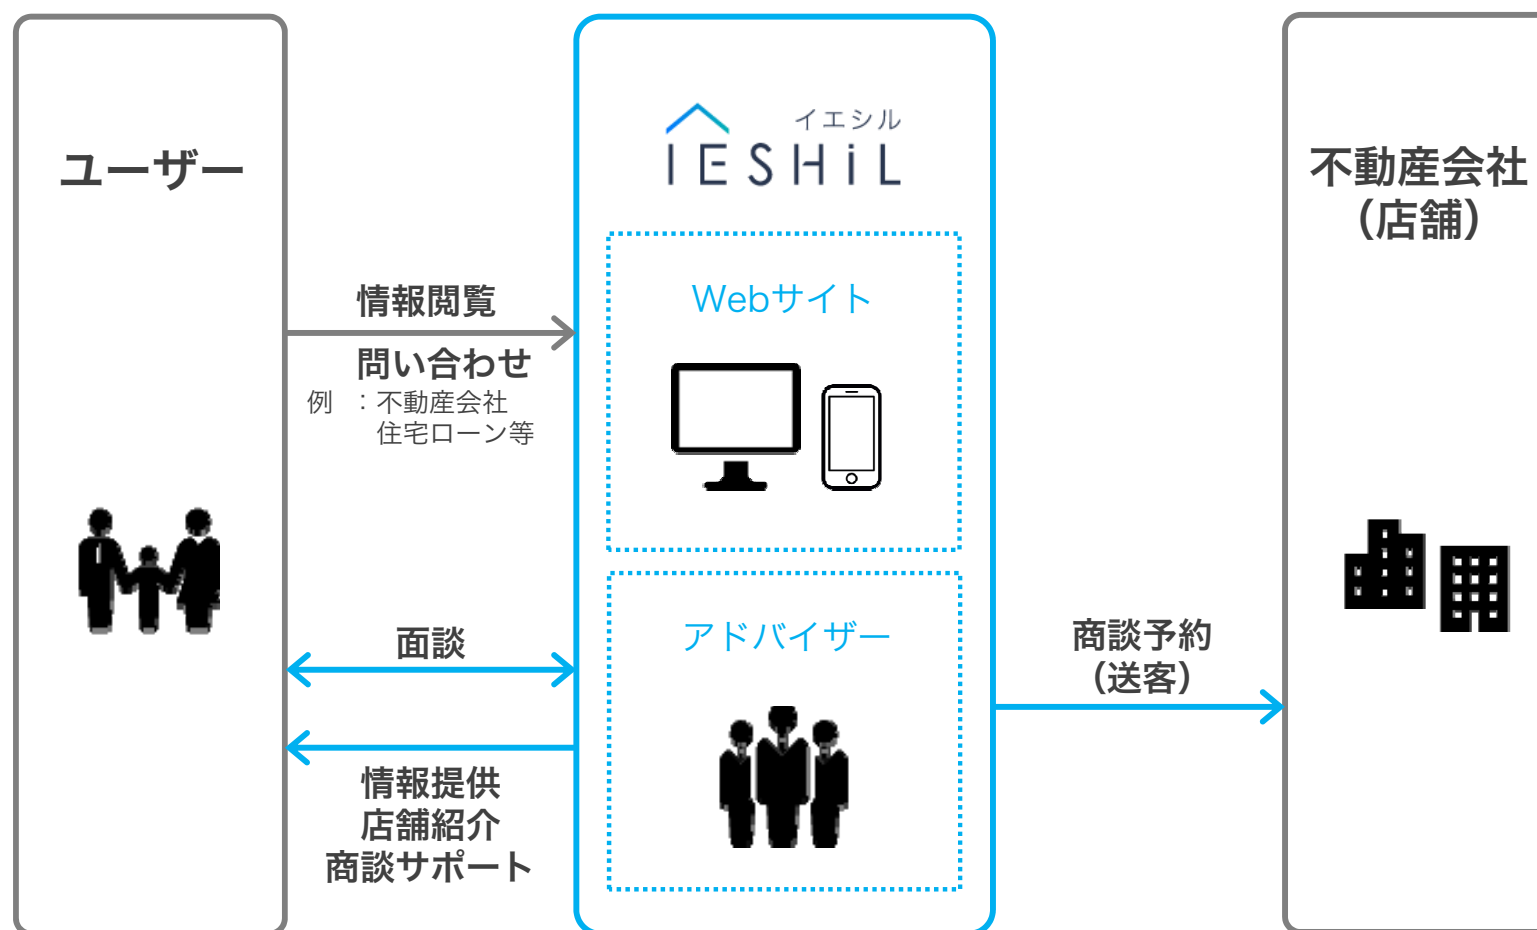 ユーザー
情報閲覧
問い合わせ
例 ：不動産会社
住宅ローン等
面談
情報提供
店舗紹介
商談サポート
イエシル
IESHiL
Webサイト
アドバイザー
商談予約
（送客）
不動産会社
（店舗）